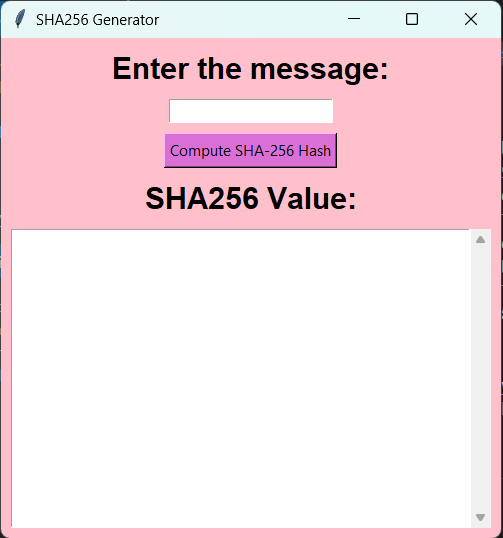 SHA256 Generator
Enter the message:
Compute SHA-256 Hash
SHA256 Value: